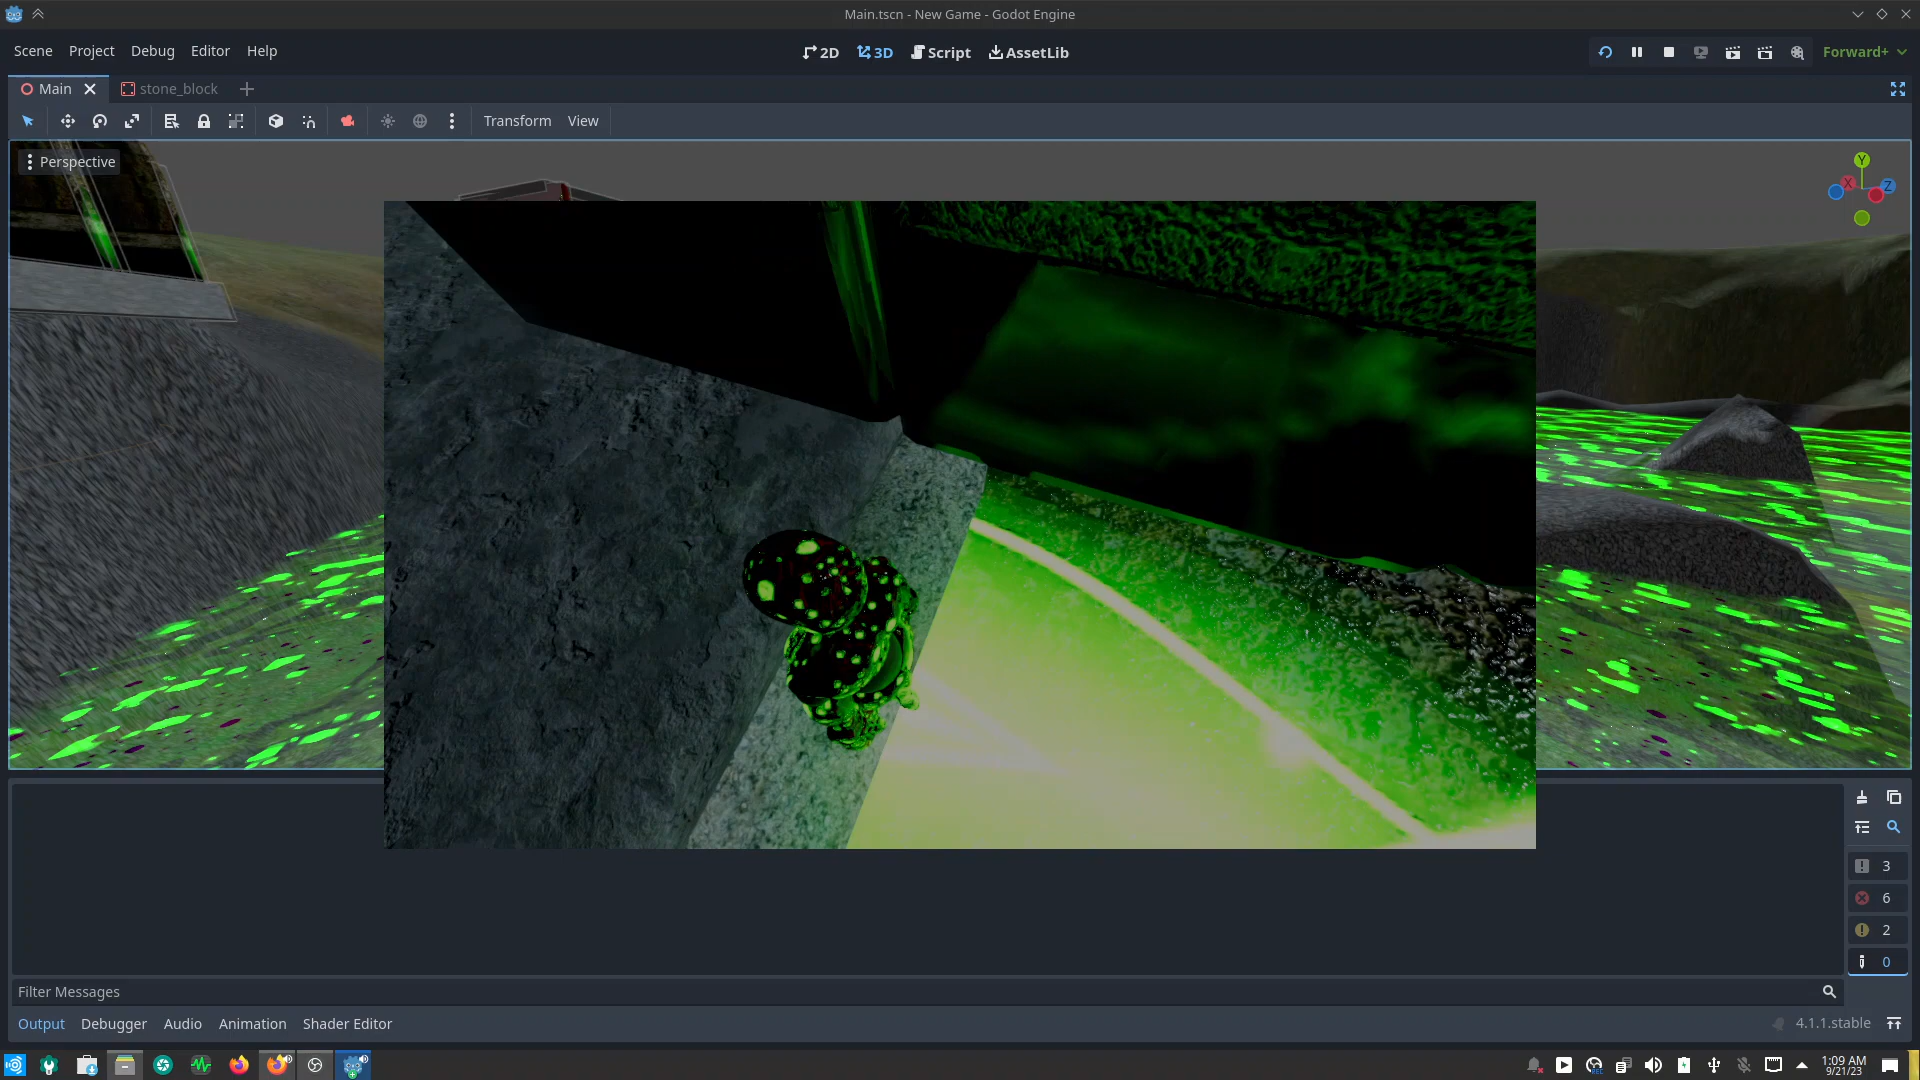 Main.tscn - New Game - Godot Engine
Scene Project Debug Editor Help
2D 3D Script AssetLib
Forward+
Main stone_block
Transform View
Perspective
Y
X Z
3
6
2
0
Filter Messages
Output Debugger Audio Animation Shader Editor
4.1.1.stable
1:09 AM
9/21/23